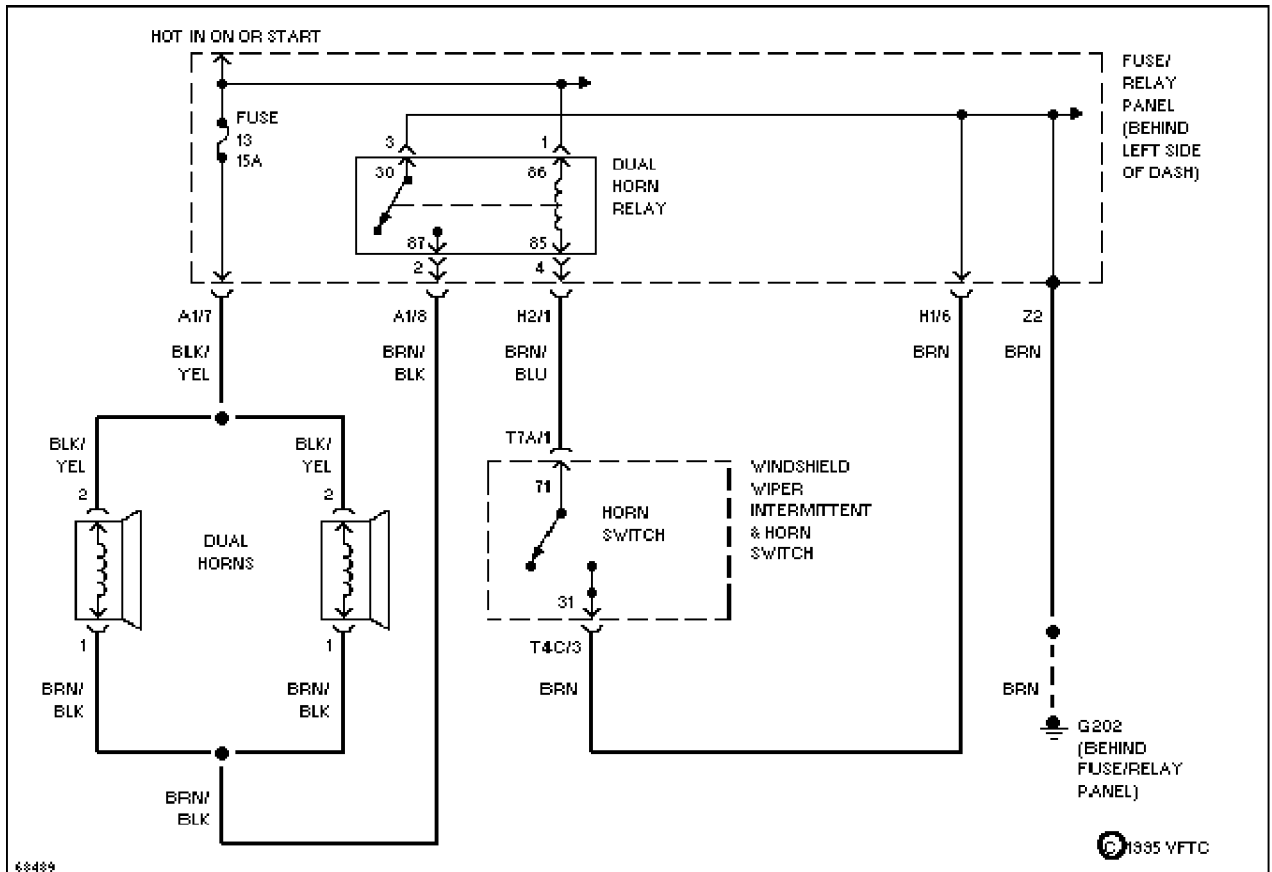 HOT IN ON OR START
FUSE/
RELAY
PANEL
(BEHIND
LEFT SIDE
OF DASH)
FUSE
13
15A
3
1
30
86
DUAL
HORN
RELAY
87
85
2
4
A1/7
A1/8
H2/1
H1/6
Z2
BLK/
YEL
BRN/
BLK
BRN/
BLU
BRN
BRN
BLK/
YEL
BLK/
YEL
T7A/1
2
2
71
HORN
SWITCH
WINDSHIELD
WIPER
INTERMITTENT
& HORN
SWITCH
DUAL
HORNS
31
1
1
T4C/3
BRN/
BLK
BRN/
BLK
BRN
BRN
G202
(BEHIND
FUSE/RELAY
PANEL)
BRN/
BLK
© 1995 VFTC
68489